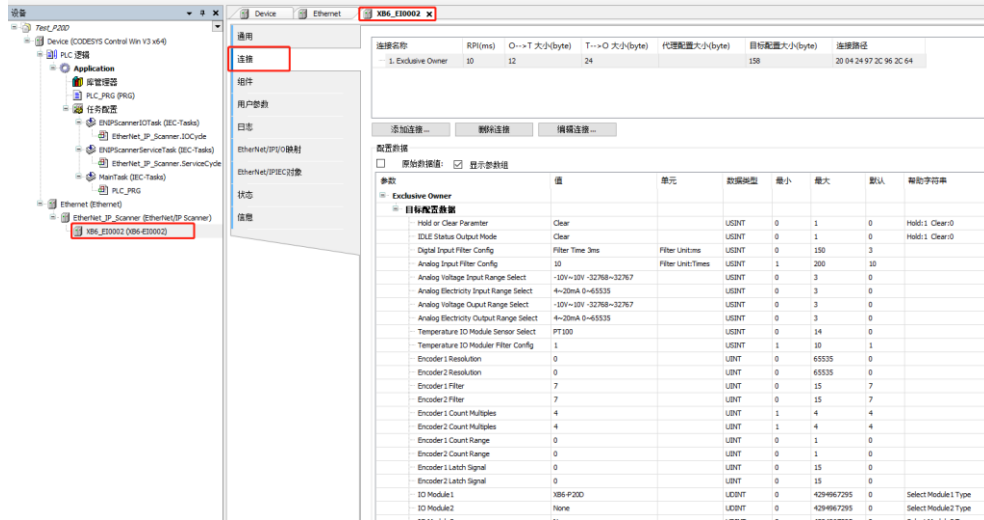 设备
Test_P20D
Device (CODESYS Control Win V3 x64)
PLC 逻辑
Application
库管理器
PLC_PRG (PRG)
任务配置
ENIPScannerIOTask (IEC-Tasks)
EtherNet_IP_Scanner.IOCycle
ENIPScannerServiceTask (IEC-Tasks)
EtherNet_IP_Scanner.ServiceCycle
MainTask (IEC-Tasks)
PLC_PRG
Ethernet (Ethernet)
EtherNet_IP_Scanner (EtherNet/IP Scanner)
XB6_EI0002 (XB6-EI0002)
Device Ethernet XB6_EI0002
通用
连接
组件
用户参数
日志
EtherNet/IPI/O映射
EtherNet/IPIEC对象
状态
信息
连接名称 RPI(ms) O-->T 大小(byte) T-->O 大小(byte) 代理配置大小(byte) 目标配置大小(byte) 连接路径
1. Exclusive Owner 10 12 24 158 20 04 24 97 2C 96 2C 64
添加连接... 删除连接 编辑连接...
配置数据
原始数据值: 显示参数组
参数 值 单元 数据类型 最小 最大 默认 帮助字符串
Exclusive Owner
目标配置数据
Hold or Clear Paramter Clear USINT 0 1 0 Hold:1 Clear:0
IDLE Status Output Mode Clear USINT 0 1 0 Hold:1 Clear:0
Digtal Input Filter Config Filter Time 3ms Filter Unit:ms USINT 0 150 3
Analog Input Filter Config 10 Filter Unit:Times USINT 1 200 10
Analog Voltage Input Range Select -10V~10V -32768~32767 USINT 0 3 0
Analog Electricity Input Range Select 4~20mA 0~65535 USINT 0 3 0
Analog Voltage Ouput Range Select -10V~10V -32768~32767 USINT 0 3 0
Analog Electricity Output Range Select 4~20mA 0~65535 USINT 0 3 0
Temperature IO Module Sensor Select PT100 USINT 0 14 0
Temperature IO Moduler Filter Config 1 USINT 1 10 1
Encoder1 Resolution 0 UINT 0 65535 0
Encoder2 Resolution 0 UINT 0 65535 0
Encoder1 Filter 7 UINT 0 15 7
Encoder2 Filter 7 UINT 0 15 7
Encoder1 Count Multiples 4 UINT 1 4 4
Encoder2 Count Multiples 4 UINT 1 4 4
Encoder1 Count Range 0 UINT 0 1 0
Encoder2 Count Range 0 UINT 0 1 0
Encoder1 Latch Signal 0 UINT 0 15 0
Encoder2 Latch Signal 0 UINT 0 15 0
IO Module1 XB6-P20D UDINT 0 4294967295 0 Select Module1 Type
IO Module2 None UDINT 0 4294967295 0 Select Module2 Type